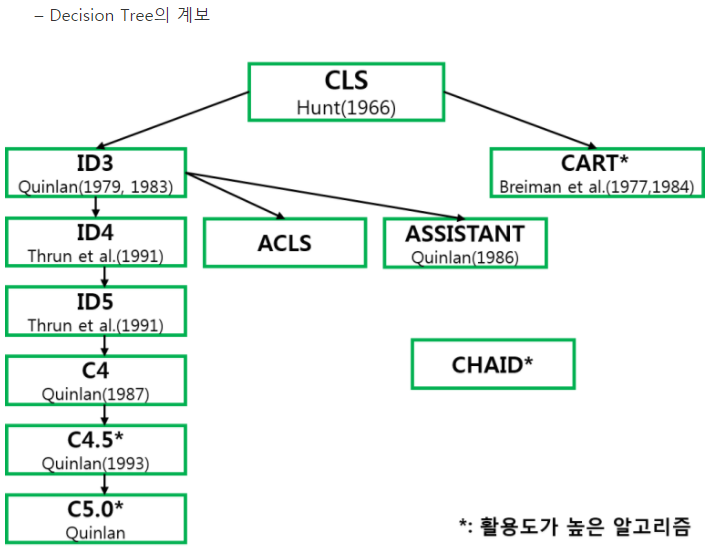 – Decision Tree의 계보
CLS
Hunt(1966)
ID3
Quinlan(1979, 1983)
CART*
Breiman et al.(1977,1984)
ID4
Thrun et al.(1991)
ACLS
ASSISTANT
Quinlan(1986)
ID5
Thrun et al.(1991)
CHAID*
C4
Quinlan(1987)
C4.5*
Quinlan(1993)
C5.0*
Quinlan
*: 활용도가 높은 알고리즘